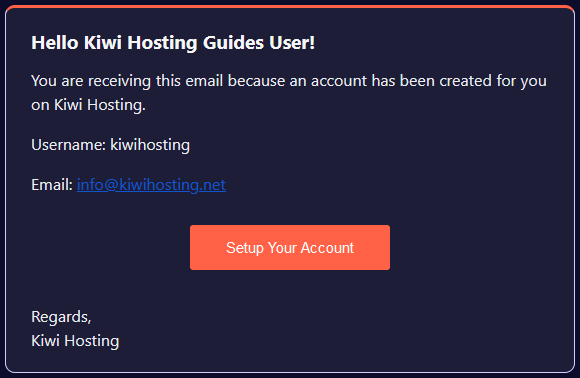 Hello Kiwi Hosting Guides User!
You are receiving this email because an account has been created for you
on Kiwi Hosting.
Username: kiwihosting
Email: info@kiwihosting.net
Setup Your Account
Regards,
Kiwi Hosting